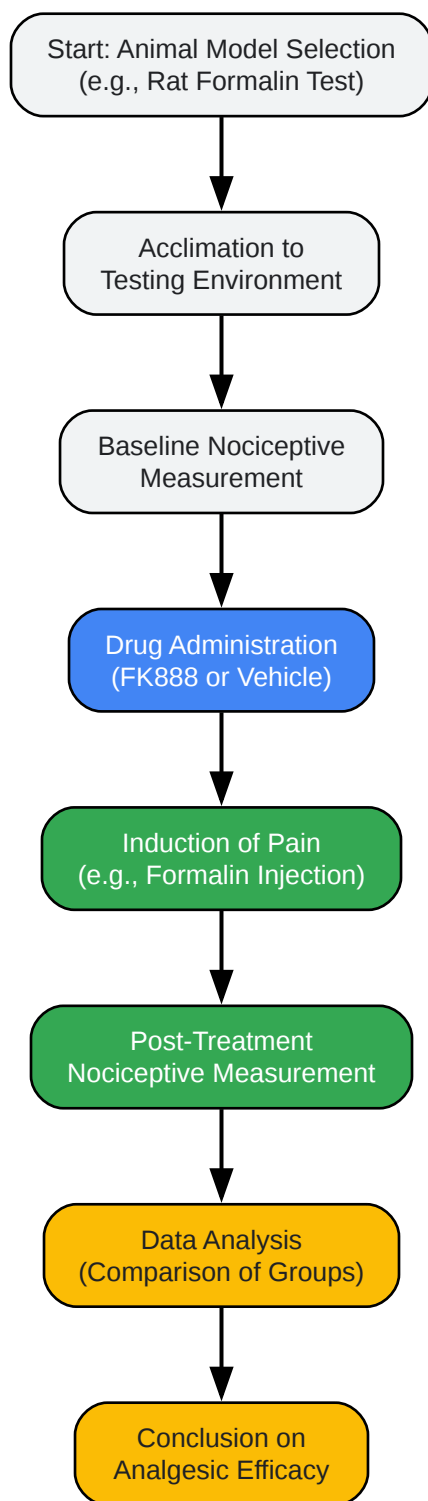 Start: Animal Model Selection
(e.g., Rat Formalin Test)
Acclimation to
Testing Environment
Baseline Nociceptive
Measurement
Drug Administration
(FK888 or Vehicle)
Induction of Pain
(e.g., Formalin Injection)
Post-Treatment
Nociceptive Measurement
Data Analysis
(Comparison of Groups)
Conclusion on
Analgesic Efficacy